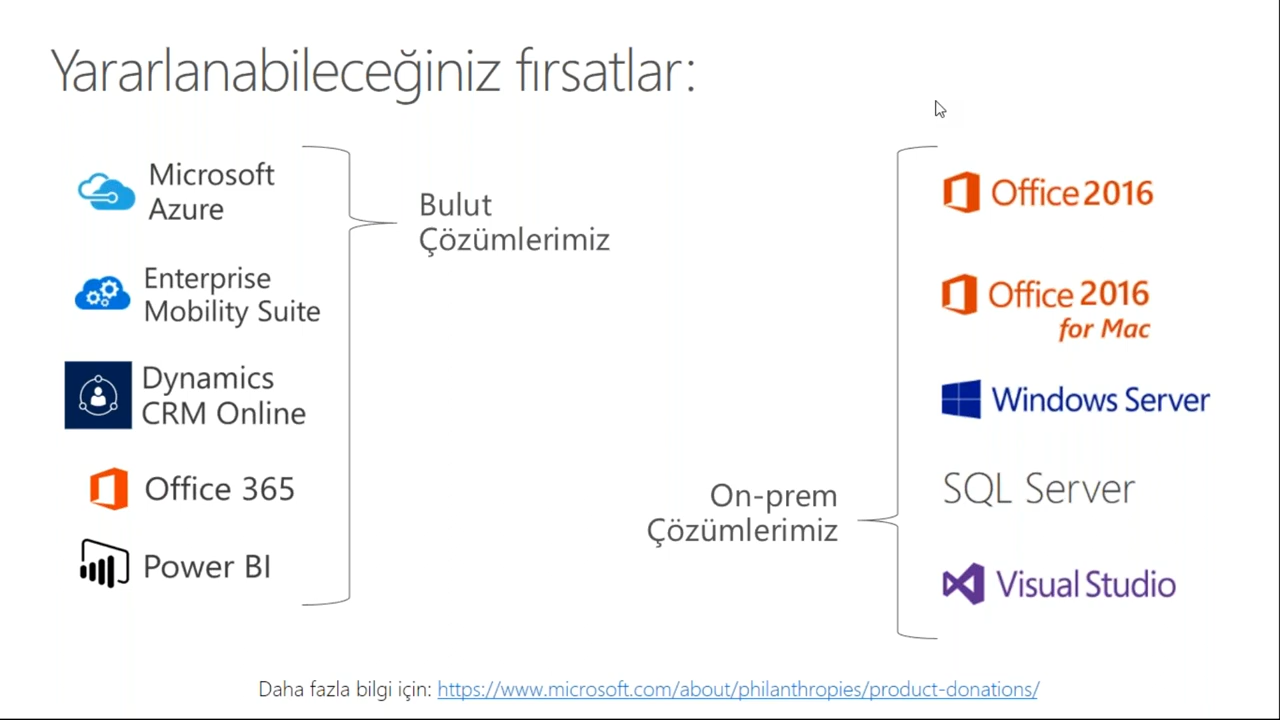 Yararlanabileceğiniz fırsatlar:
Microsoft
Azure
Enterprise
Mobility Suite
Dynamics
CRM Online
Office 365
Power BI
Bulut
Çözümlerimiz
On-prem
Çözümlerimiz
Office 2016
Office 2016
for Mac
Windows Server
SQL Server
Visual Studio
Daha fazla bilgi için: https://www.microsoft.com/about/philanthropies/product-donations/